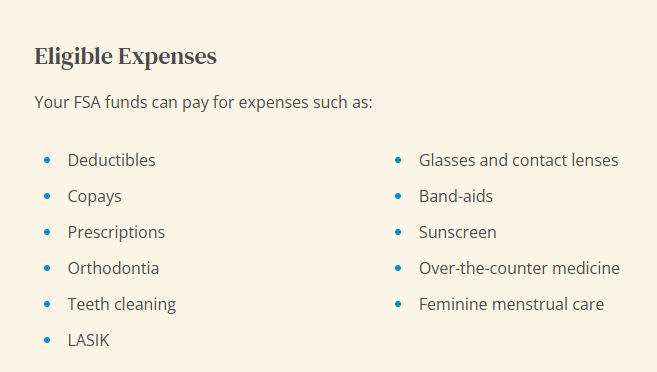 Eligible Expenses
Your FSA funds can pay for expenses such as:
Deductibles
Copays
Prescriptions
Orthodontia
Teeth cleaning
LASIK
Glasses and contact lenses
Band-aids
Sunscreen
Over-the-counter medicine
Feminine menstrual care